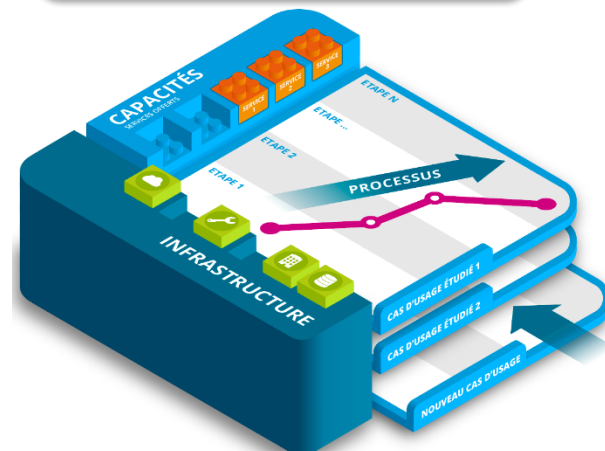 CAPACITÉS
SERVICES OFFERTS
SERVICE
1
SERVICE
2
SERVICE
3
ETAPE N
ETAPE ...
ETAPE 2
ETAPE 1
PROCESSUS
INFRASTRUCTURE
CAS D'USAGE ÉTUDIÉ 1
CAS D'USAGE ÉTUDIÉ 2
NOUVEAU CAS D'USAGE